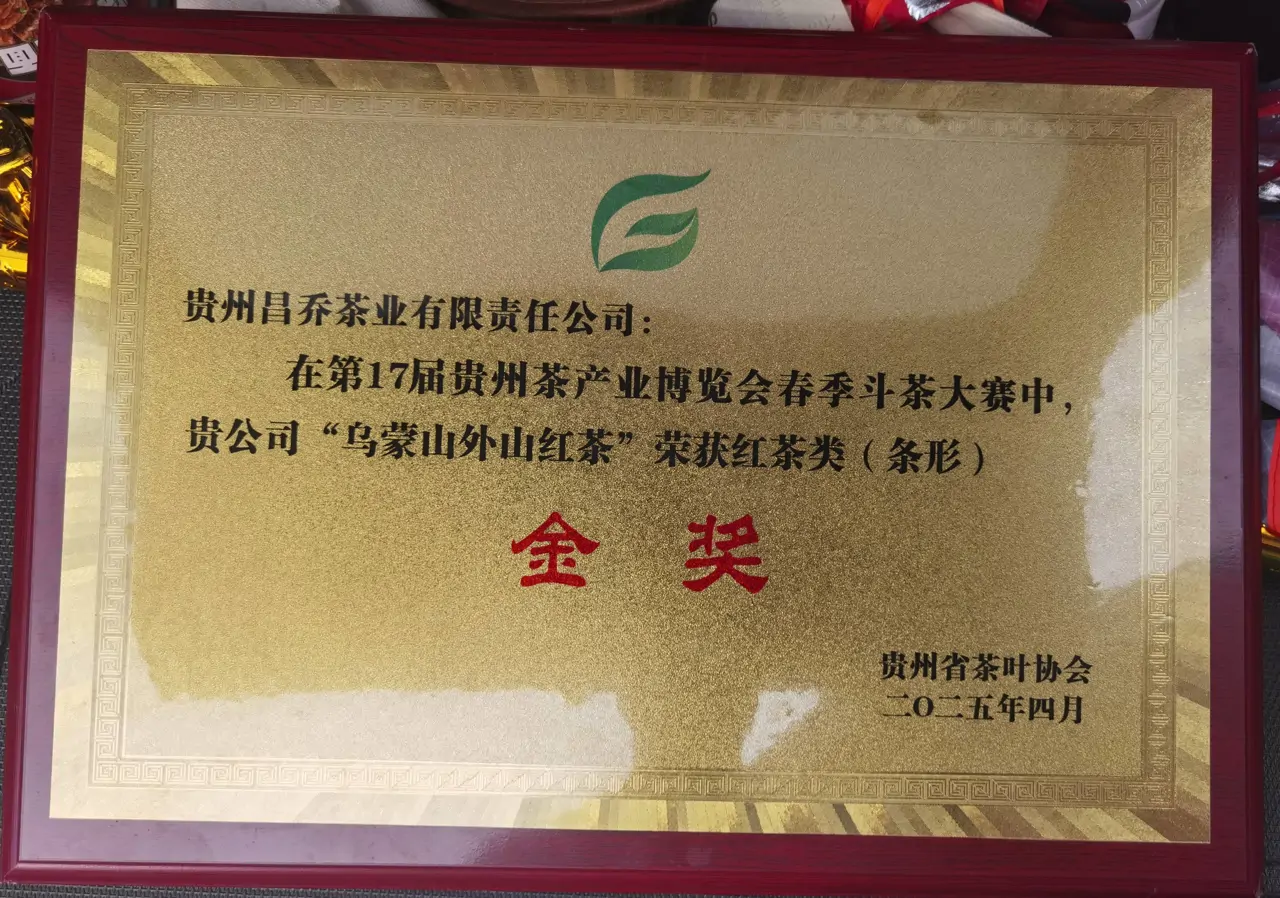 贵州昌乔茶业有限责任公司：
在第17届贵州茶产业博览会春季斗茶大赛中，
贵公司“乌蒙山外山红茶”荣获红茶类（条形）
金奖
贵州省茶叶协会
二〇二五年四月